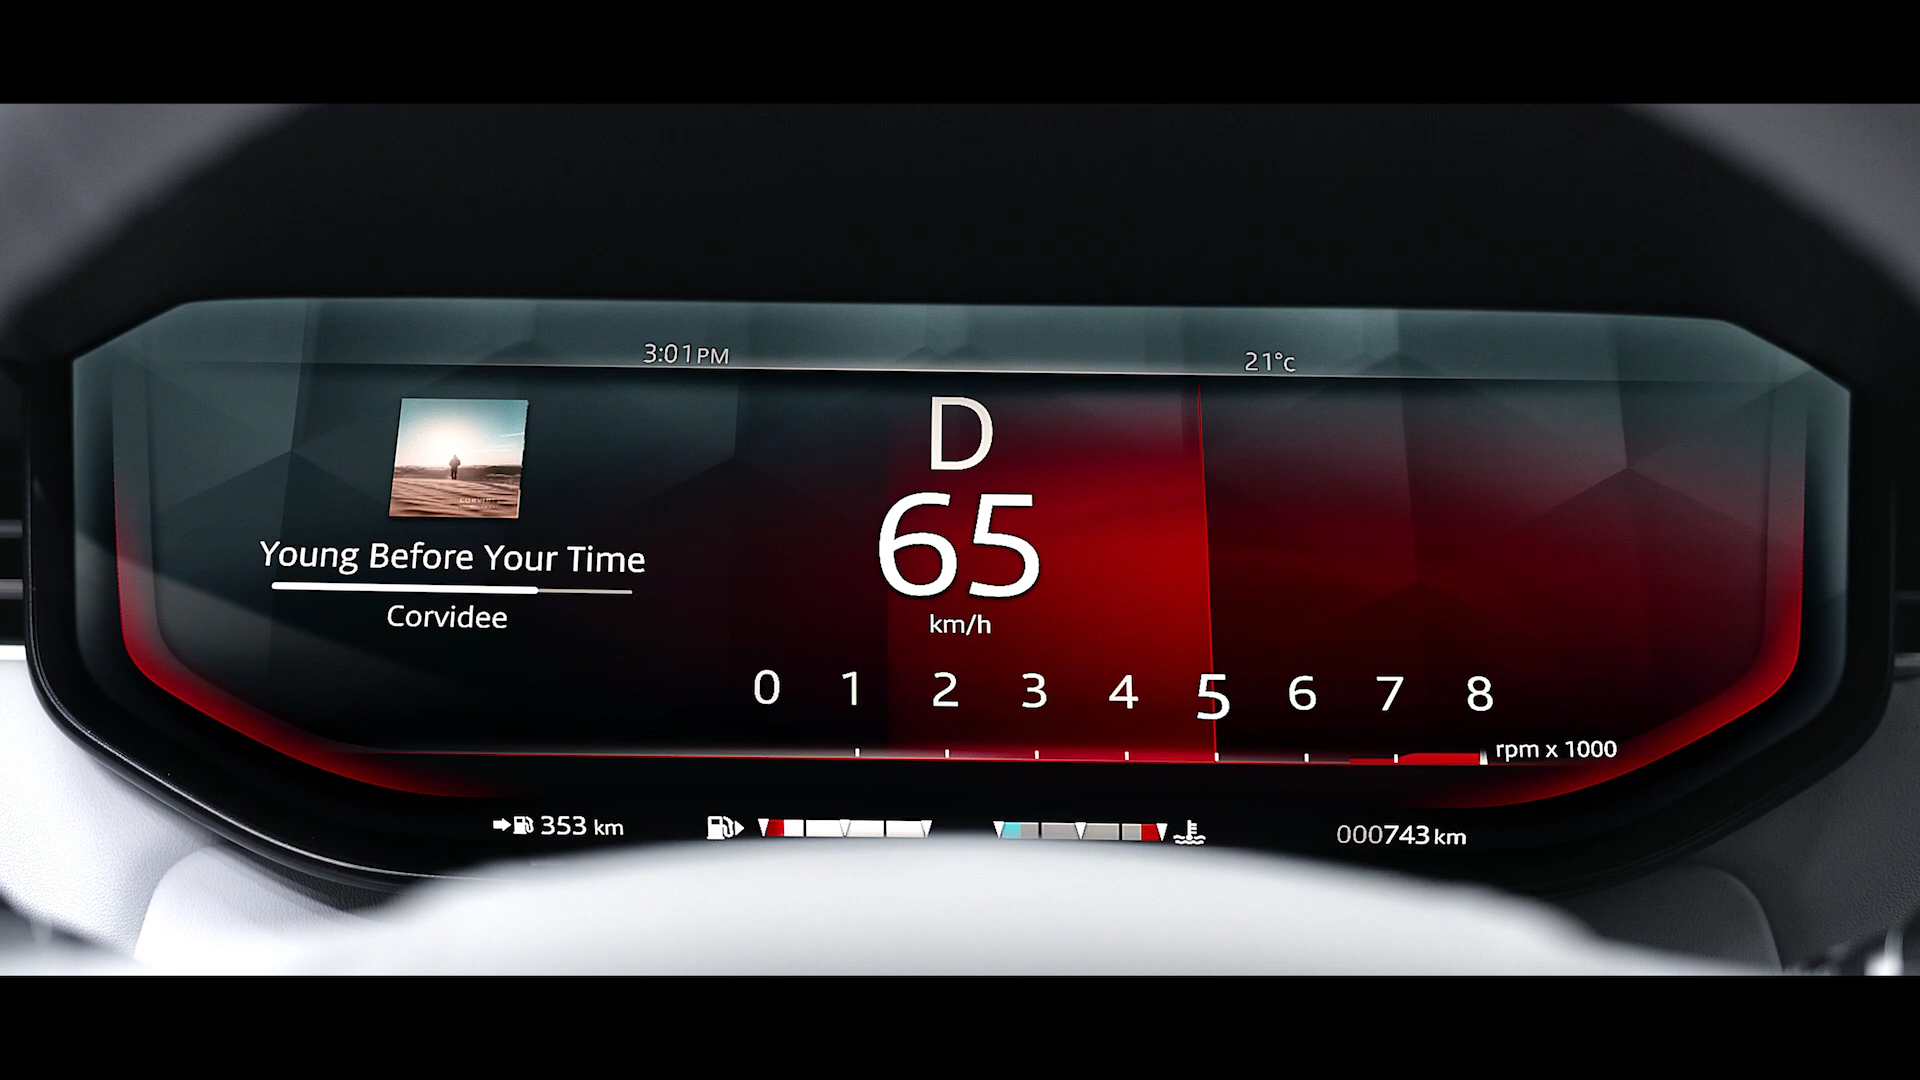 3:01PM
21°c
D
65
km/h
Young Before Your Time
Corvidee
0 1 2 3 4 5 6 7 8
rpm x 1000
353 km
000743 km